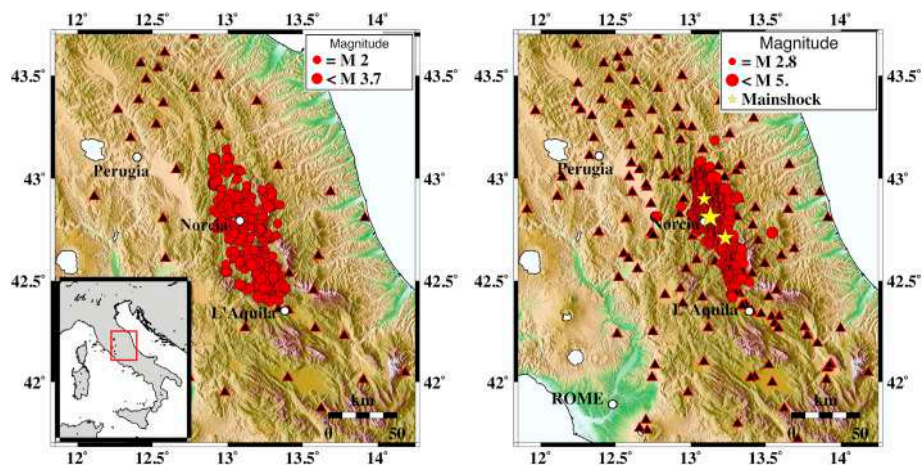 12° 12.5° 13° 13.5° 14°
Magnitude
= M 2
< M 3.7
43.5°
43°
42.5°
42°
Perugia
Norcia
L'Aquila
km
0 50
12° 12.5° 13° 13.5° 14°
12° 12.5° 13° 13.5° 14°
Magnitude
= M 2.8
< M 5.
Mainshock
43.5°
43°
42.5°
42°
Perugia
Norcia
L'Aquila
ROME
km
0 50
12° 12.5° 13° 13.5° 14°